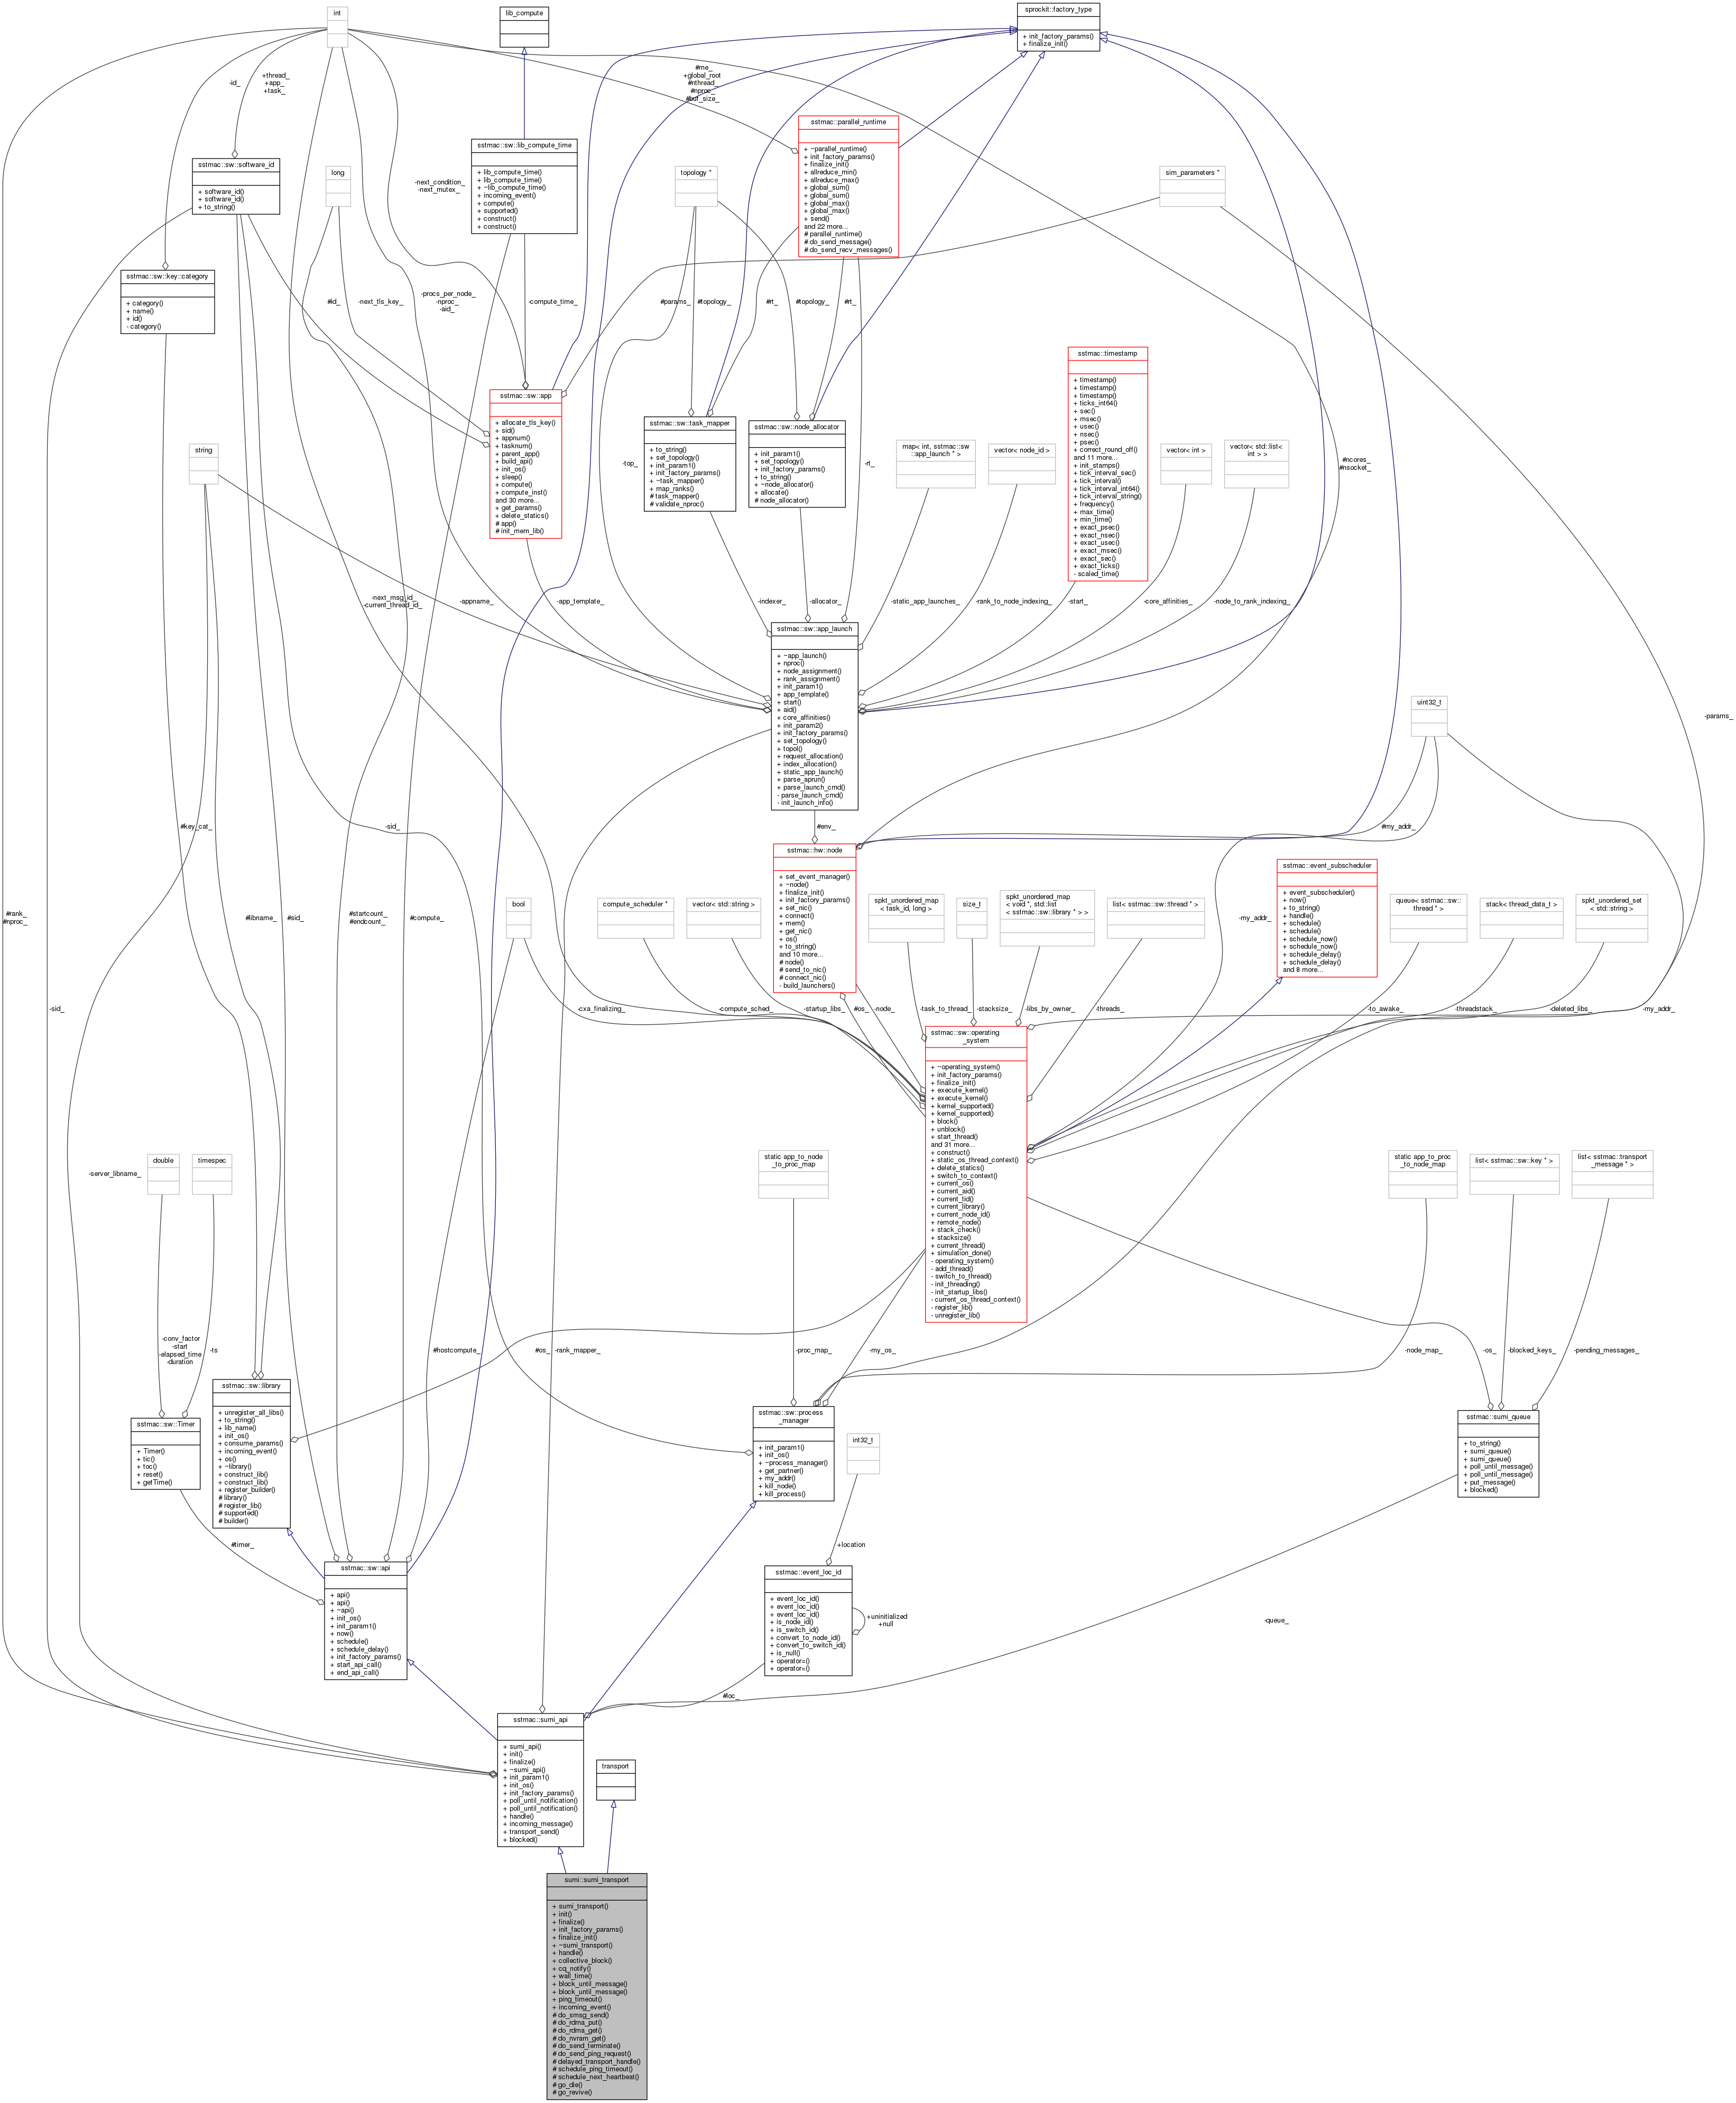 int
lib_compute
sprockit::factory_type
+ init_factory_params()
+ finalize_init()
-id_
+thread_
+app_
+task_
#me_
+global_root
#nthread_
#nproc_
#buf_size_
sstmac::parallel_runtime
+ ~parallel_runtime()
+ init_factory_params()
+ finalize_init()
+ allreduce_min()
+ allreduce_max()
+ global_sum()
+ global_sum()
+ global_max()
+ global_max()
+ send()
and 22 more...
# parallel_runtime()
# do_send_message()
# do_send_recv_messages()
sstmac::sw::lib_compute_time
+ lib_compute_time()
+ lib_compute_time()
+ ~lib_compute_time()
+ incoming_event()
+ compute()
+ supported()
+ construct()
+ construct()
sstmac::sw::software_id
+ software_id()
+ software_id()
+ to_string()
long
-next_condition_
-next_mutex_
topology *
sim_parameters *
sstmac::sw::key::category
+ category()
+ name()
+ id()
- category()
#id_
-next_tls_key_
-procs_per_node_
-nproc_
-aid_
-compute_time_
#params_
#topology_
#rt_
#topology_
#rt_
sstmac::timestamp
+ timestamp()
+ timestamp()
+ timestamp()
+ ticks_int64()
+ sec()
+ msec()
+ usec()
+ nsec()
+ psec()
+ correct_round_off()
and 11 more...
+ init_stamps()
+ tick_interval_sec()
+ tick_interval()
+ tick_interval_int64()
+ tick_interval_string()
+ frequency()
+ max_time()
+ min_time()
+ exact_psec()
+ exact_nsec()
+ exact_usec()
+ exact_msec()
+ exact_sec()
+ exact_ticks()
- scaled_time()
sstmac::sw::app
+ allocate_tls_key()
+ sid()
+ appnum()
+ tasknum()
+ parent_app()
+ build_api()
+ init_os()
+ sleep()
+ compute()
+ compute_inst()
and 30 more...
+ get_params()
+ delete_statics()
# app()
# init_mem_lib()
sstmac::sw::task_mapper
+ to_string()
+ set_topology()
+ init_param1()
+ init_factory_params()
+ ~task_mapper()
+ map_ranks()
# task_mapper()
# validate_nproc()
sstmac::sw::node_allocator
+ init_param1()
+ set_topology()
+ init_factory_params()
+ to_string()
+ ~node_allocator()
+ allocate()
# node_allocator()
string
-top_
-rt_
map< int, sstmac::sw
::app_launch * >
vector< node_id >
vector< int >
vector< std::list<
int > >
#ncores_
#nsocket_
-next_msg_id_
-current_thread_id_
-appname_
-app_template_
-indexer_
-allocator_
-static_app_launches_
-rank_to_node_indexing_
-start_
-core_affinities_
-node_to_rank_indexing_
sstmac::sw::app_launch
+ ~app_launch()
+ nproc()
+ node_assignment()
+ rank_assignment()
+ init_param1()
+ app_template()
+ start()
+ aid()
+ core_affinities()
+ init_param2()
+ init_factory_params()
+ set_topology()
+ topol()
+ request_allocation()
+ index_allocation()
+ static_app_launch()
+ parse_aprun()
+ parse_launch_cmd()
- parse_launch_cmd()
- init_launch_info()
uint32_t
-params_
#key_cat_
-sid_
#env_
#my_addr_
sstmac::hw::node
+ set_event_manager()
+ ~node()
+ finalize_init()
+ init_factory_params()
+ set_nic()
+ connect()
+ mem()
+ get_nic()
+ os()
+ to_string()
and 10 more...
# node()
# send_to_nic()
# connect_nic()
- build_launchers()
sstmac::event_subscheduler
+ event_subscheduler()
+ now()
+ to_string()
+ handle()
+ schedule()
+ schedule()
+ schedule_now()
+ schedule_now()
+ schedule_delay()
+ schedule_delay()
and 8 more...
#rank_
#nproc_
#libname_
#sid_
#startcount_
#endcount_
#compute_
bool
compute_scheduler *
vector< std::string >
spkt_unordered_map
< task_id, long >
size_t
spkt_unordered_map
< void *, std::list
< sstmac::sw::library * > >
list< sstmac::sw::thread * >
-my_addr_
queue< sstmac::sw::
thread * >
stack< thread_data_t >
spkt_unordered_set
< std::string >
-sid_
-cxa_finalizing_
-compute_sched_
-startup_libs_
#os_
-node_
-task_to_thread_
-stacksize_
-libs_by_owner_
-threads_
-to_awake_
-threadstack_
-deleted_libs_
-my_addr_
sstmac::sw::operating
_system
+ ~operating_system()
+ init_factory_params()
+ finalize_init()
+ execute_kernel()
+ execute_kernel()
+ kernel_supported()
+ kernel_supported()
+ block()
+ unblock()
+ start_thread()
and 31 more...
+ construct()
+ static_os_thread_context()
+ delete_statics()
+ switch_to_context()
+ current_os()
+ current_aid()
+ current_tid()
+ current_library()
+ current_node_id()
+ remote_node()
+ stack_check()
+ stacksize()
+ current_thread()
+ simulation_done()
- operating_system()
- add_thread()
- switch_to_thread()
- init_threading()
- init_startup_libs()
- current_os_thread_context()
- register_lib()
- unregister_lib()
-server_libname_
double
timespec
static app_to_node
_to_proc_map
static app_to_proc
_to_node_map
list< sstmac::sw::key * >
list< sstmac::transport
_message * >
-conv_factor
-start
-elapsed_time
-duration
-ts
#hostcompute_
#os_
-rank_mapper_
-proc_map_
-my_os_
-node_map_
-os_
-blocked_keys_
-pending_messages_
sstmac::sw::Timer
+ Timer()
+ tic()
+ toc()
+ reset()
+ getTime()
sstmac::sw::library
+ unregister_all_libs()
+ to_string()
+ lib_name()
+ init_os()
+ consume_params()
+ incoming_event()
+ os()
+ ~library()
+ construct_lib()
+ construct_lib()
+ register_builder()
# library()
# register_lib()
# supported()
# builder()
sstmac::sw::process
_manager
+ init_param1()
+ init_os()
+ ~process_manager()
+ get_partner()
+ my_addr()
+ kill_node()
+ kill_process()
int32_t
sstmac::sumi_queue
+ to_string()
+ sumi_queue()
+ sumi_queue()
+ poll_until_message()
+ poll_until_message()
+ put_message()
+ blocked()
#timer_
+location
sstmac::sw::api
+ api()
+ api()
+ ~api()
+ init_os()
+ init_param1()
+ now()
+ schedule()
+ schedule_delay()
+ init_factory_params()
+ start_api_call()
+ end_api_call()
sstmac::event_loc_id
+ event_loc_id()
+ event_loc_id()
+ event_loc_id()
+ is_node_id()
+ is_switch_id()
+ convert_to_node_id()
+ convert_to_switch_id()
+ is_null()
+ operator=()
+ operator=()
+uninitialized
+null
-queue_
#loc_
sstmac::sumi_api
+ sumi_api()
+ init()
+ finalize()
+ ~sumi_api()
+ init_param1()
+ init_os()
+ init_factory_params()
+ poll_until_notification()
+ poll_until_notification()
+ handle()
+ incoming_message()
+ transport_send()
+ blocked()
transport
sumi::sumi_transport
+ sumi_transport()
+ init()
+ finalize()
+ init_factory_params()
+ finalize_init()
+ ~sumi_transport()
+ handle()
+ collective_block()
+ cq_notify()
+ wall_time()
+ block_until_message()
+ block_until_message()
+ ping_timeout()
+ incoming_event()
# do_smsg_send()
# do_rdma_put()
# do_rdma_get()
# do_nvram_get()
# do_send_terminate()
# do_send_ping_request()
# delayed_transport_handle()
# schedule_ping_timeout()
# schedule_next_heartbeat()
# go_die()
# go_revive()